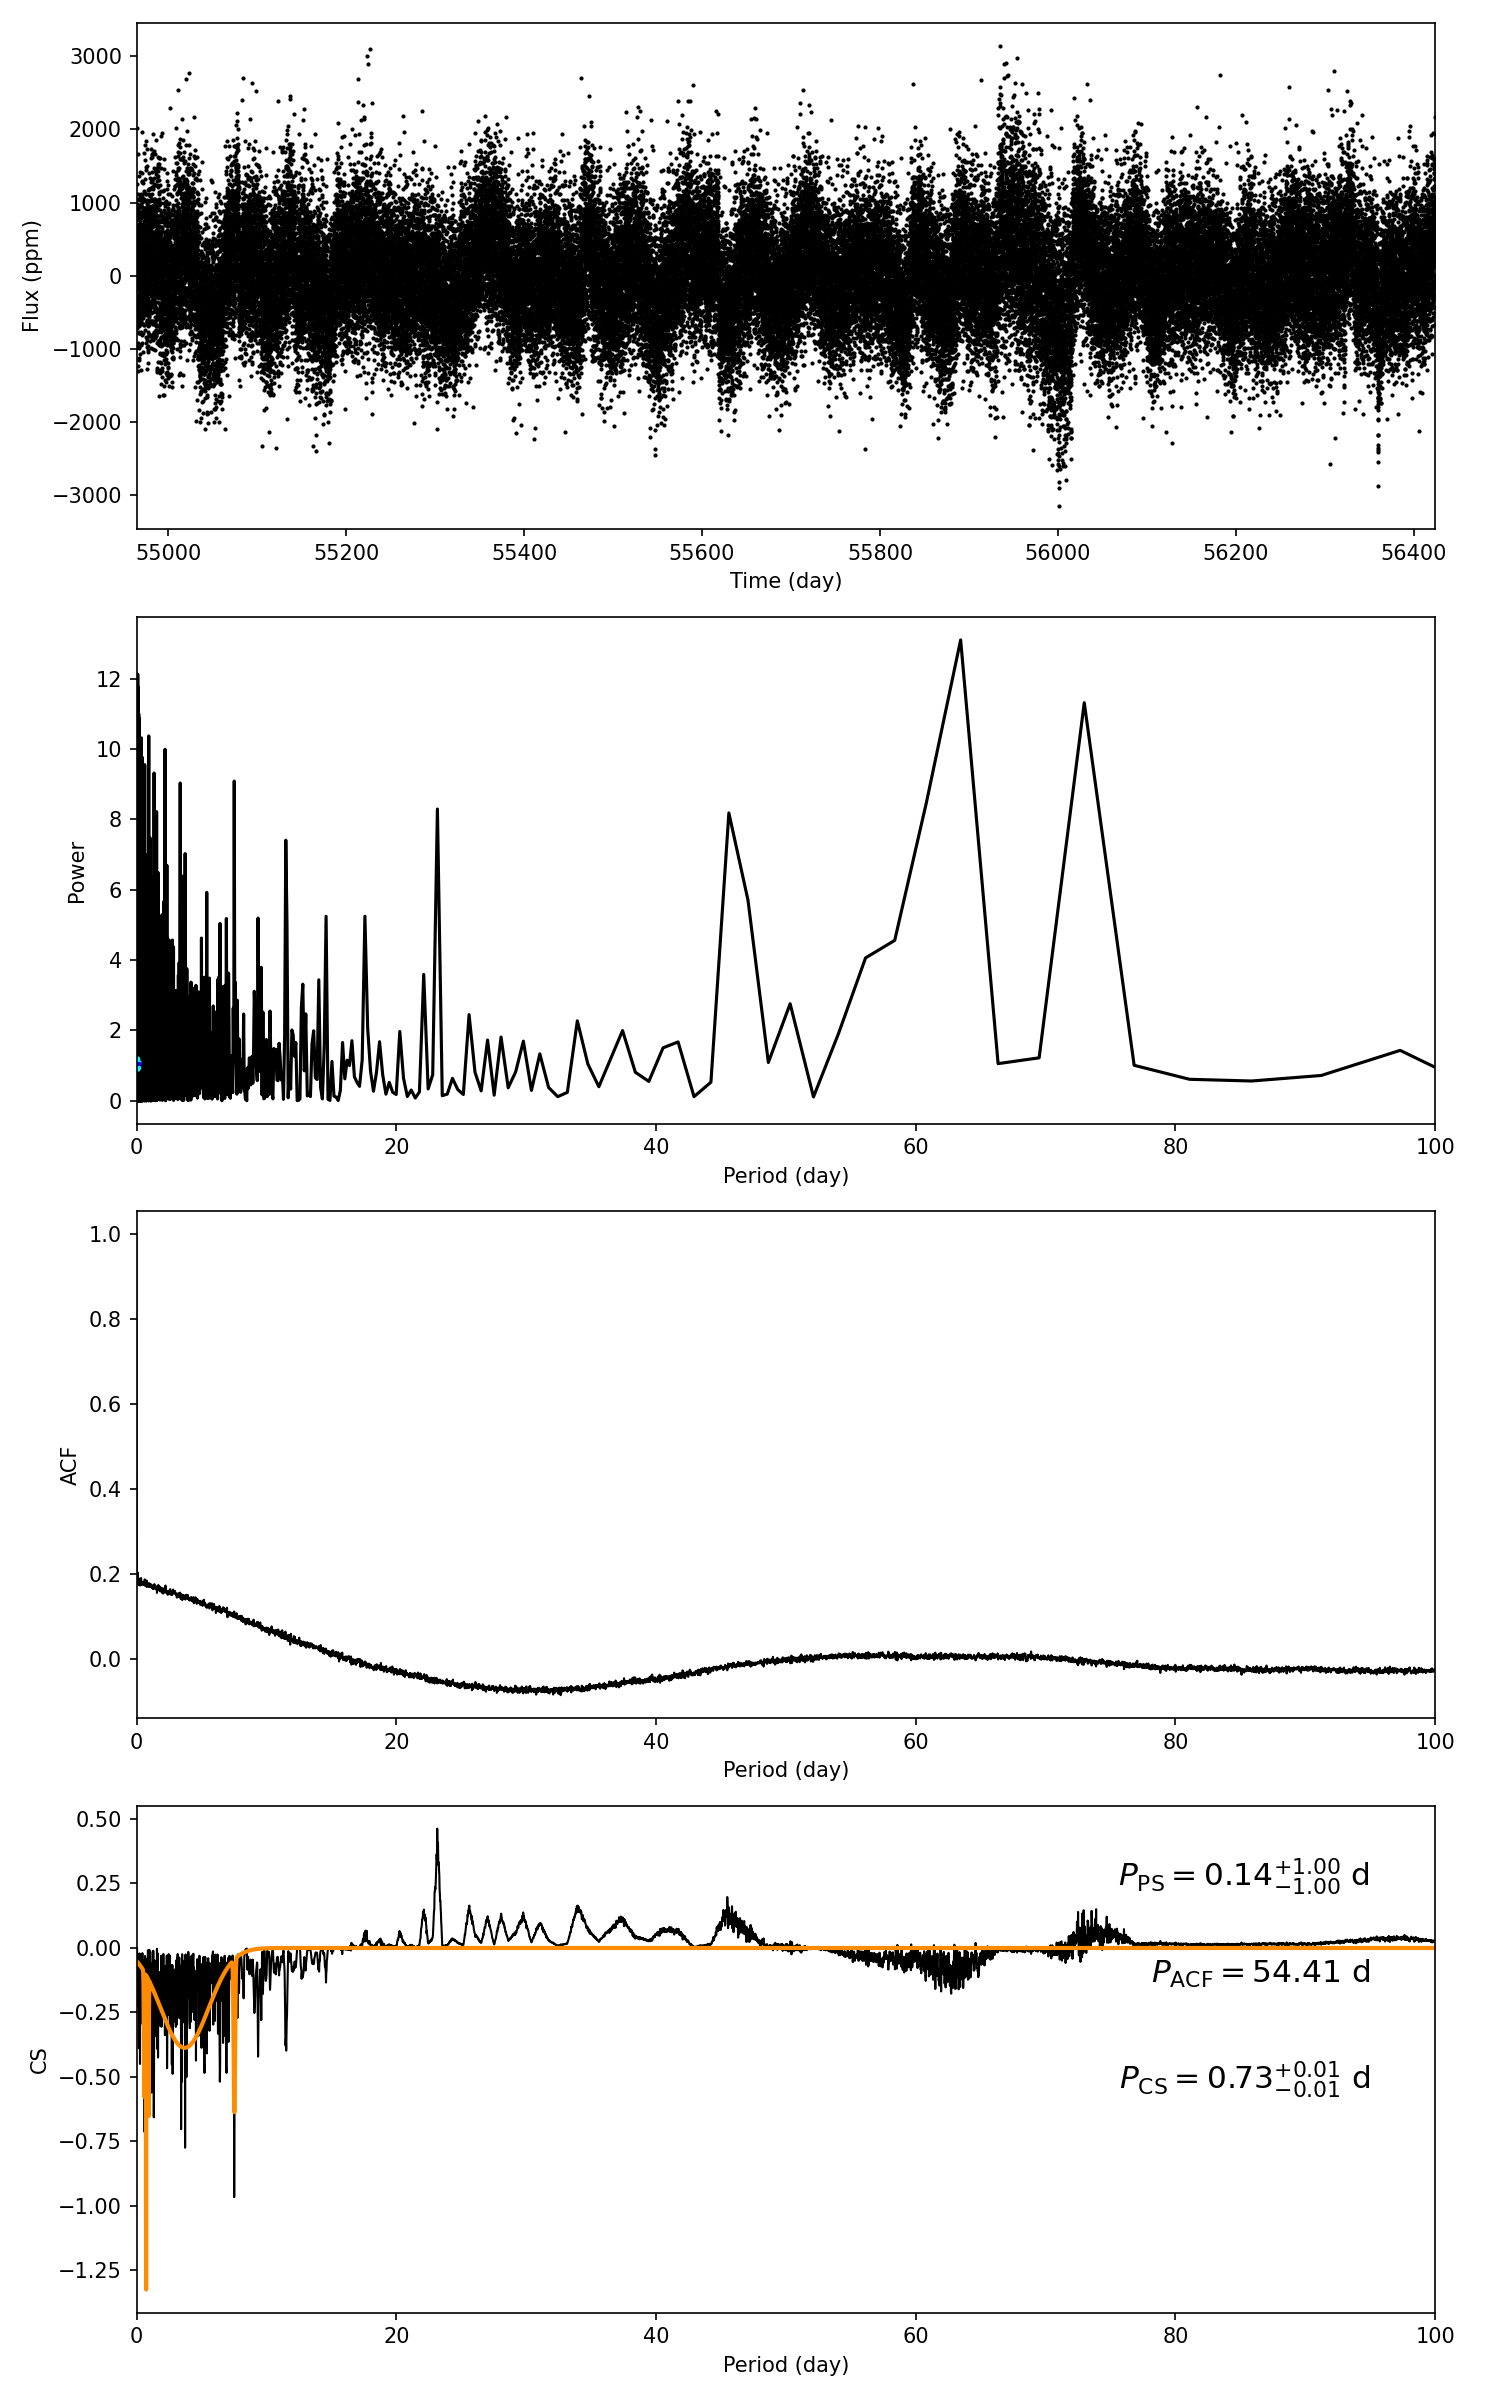 3000
2000
1000
0
−1000
−2000
−3000
Flux (ppm)
55000 55200 55400 55600 55800 56000 56200 56400
Time (day)
12
10
8
6
4
2
0
Power
0 20 40 60 80 100
Period (day)
1.0
0.8
0.6
0.4
0.2
0.0
ACF
0 20 40 60 80 100
Period (day)
0.50
0.25
0.00
−0.25
−0.50
−0.75
−1.00
−1.25
CS
P_PS = 0.14^{+1.00}_{−1.00} d
P_ACF = 54.41 d
P_CS = 0.73^{+0.01}_{−0.01} d
0 20 40 60 80 100
Period (day)